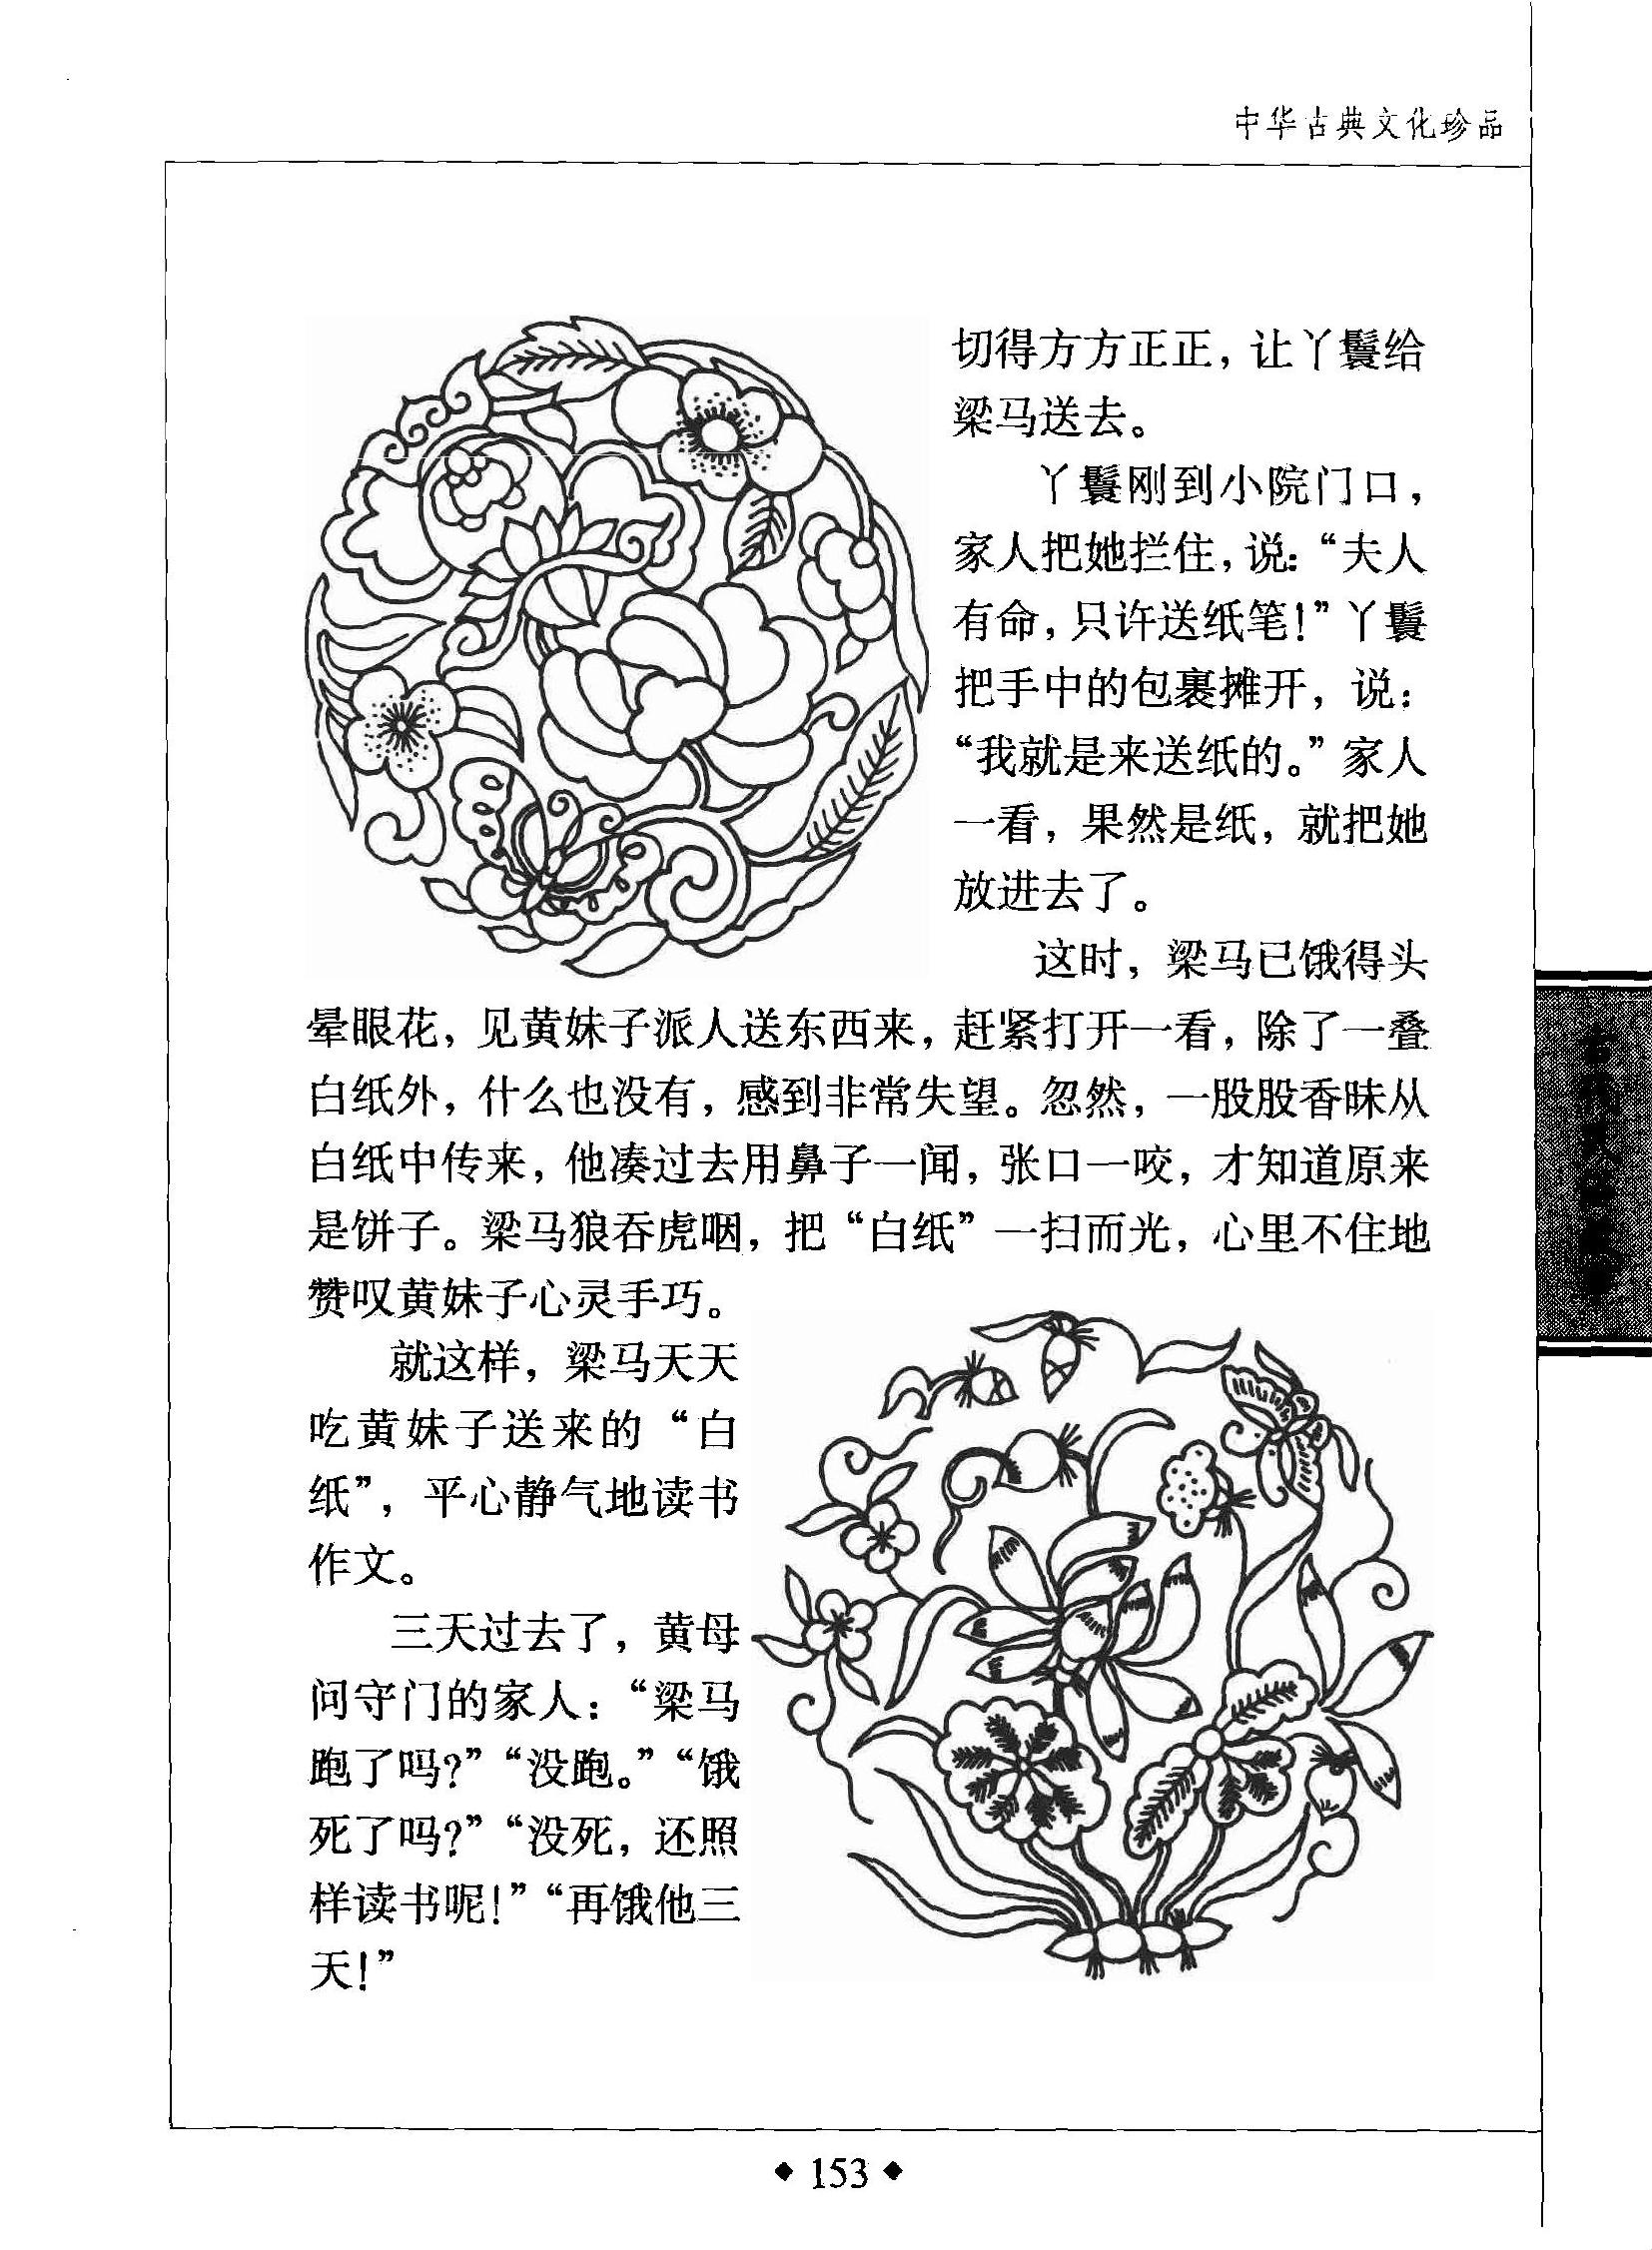 中华古典文化珍品
切得方方正正，让丫鬟给
梁马送去。
丫鬟刚到小院门口，
家人把她拦住，说：“夫人
有命，只许送纸笔！”丫鬟
把手中的包裹摊开，说：
“我就是来送纸的。”家人
一看，果然是纸，就把她
放进去了。
这时，梁马已饿得头
晕眼花，见黄妹子派人送东西来，赶紧打开一看，除了一叠
白纸外，什么也没有，感到非常失望。忽然，一股股香味从
白纸中传来，他凑过去用鼻子一闻，张口一咬，才知道原来
是饼子。梁马狼吞虎咽，把“白纸”一扫而光，心里不住地
赞叹黄妹子心灵手巧。
就这样，梁马天天
吃黄妹子送来的“白
纸”，平心静气地读书
作文。
三天过去了，黄母
问守门的家人：“梁马
跑了吗？”“没跑。”“饿
死了吗？”“没死，还照
样读书呢！”“再饿他三
天！”
153